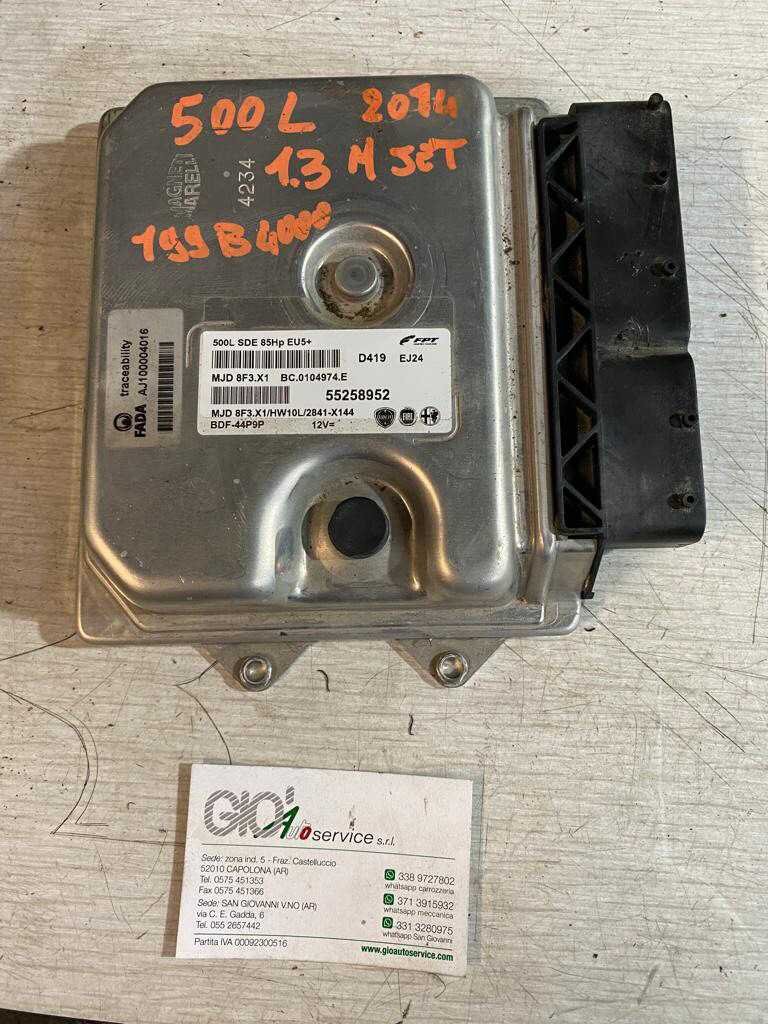 500L 2014
1.3 MJET
199B4000
MAGNETI
MARELLI
4234
traceability
AJ100004016
FADA
500L SDE 85Hp EU5+
FPT
D419 EJ24
MJD 8F3.X1 BC.0104974.E
55258952
MJD 8F3.X1/HW10L/2841-X144
BDF-44P9P 12V=
FIAT
GIO' Auto service s.r.l.
Sede: zona ind. 5 - Fraz. Castelluccio
52010 CAPOLONA (AR)
Tel. 0575 451353
Fax 0575 451366
Sede: SAN GIOVANNI V.NO (AR)
via C. E. Gadda, 6
Tel. 055 2657442
Partita IVA 00092300516
338 9727802
whatsapp carrozzeria
371 3915932
whatsapp meccanica
331 3280975
whatsapp San Giovanni
www.gioautoservice.com